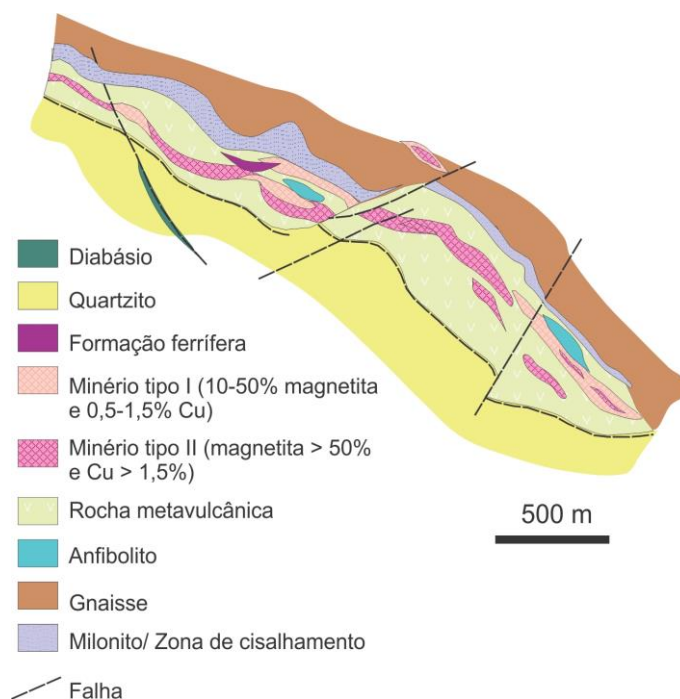 Diabásio
Quartzito
Formação ferrífera
Minério tipo I (10-50% magnetita
e 0,5-1,5% Cu)
Minério tipo II (magnetita > 50%
e Cu > 1,5%)
Rocha metavulcânica
500 m
Anfibolito
Gnaisse
Milonito/ Zona de cisalhamento
Falha